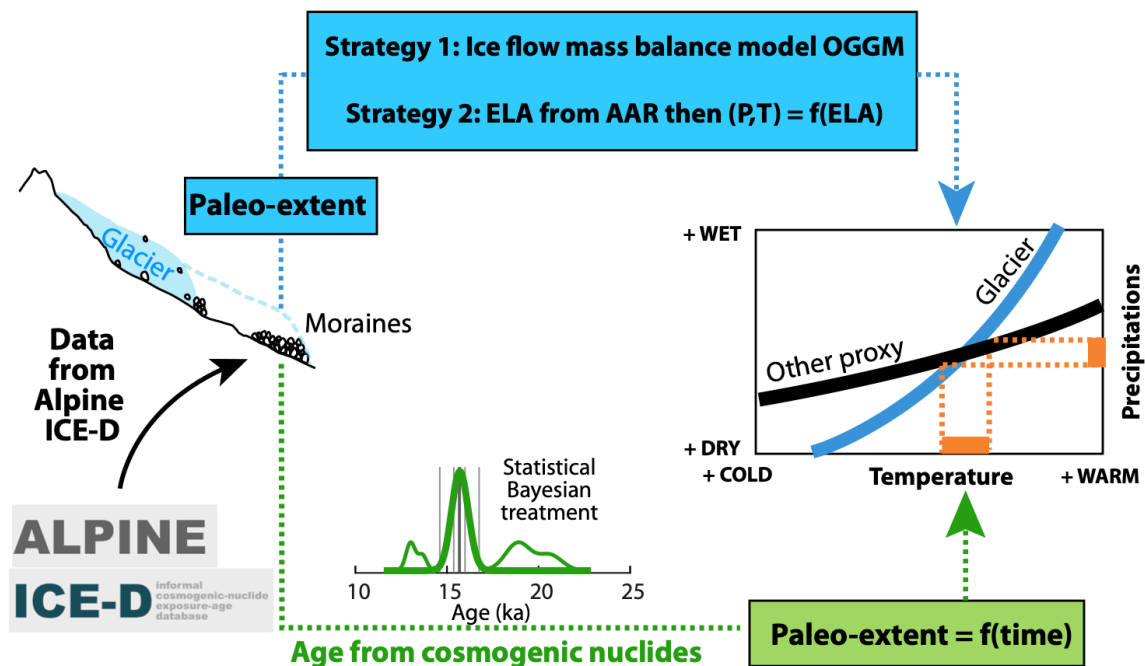 Strategy 1: Ice flow mass balance model OGGM
Strategy 2: ELA from AAR then (P,T) = f(ELA)
Paleo-extent
Glacier
Moraines
Data
from
Alpine
ICE-D
ALPINE
ICE-D
informal
cosmogenic-nuclide
exposure-age
database
Statistical
Bayesian
treatment
10 15 20 25
Age (ka)
Age from cosmogenic nuclides
+ WET
Glacier
Other proxy
Precipitations
+ DRY
+ COLD Temperature + WARM
Paleo-extent = f(time)